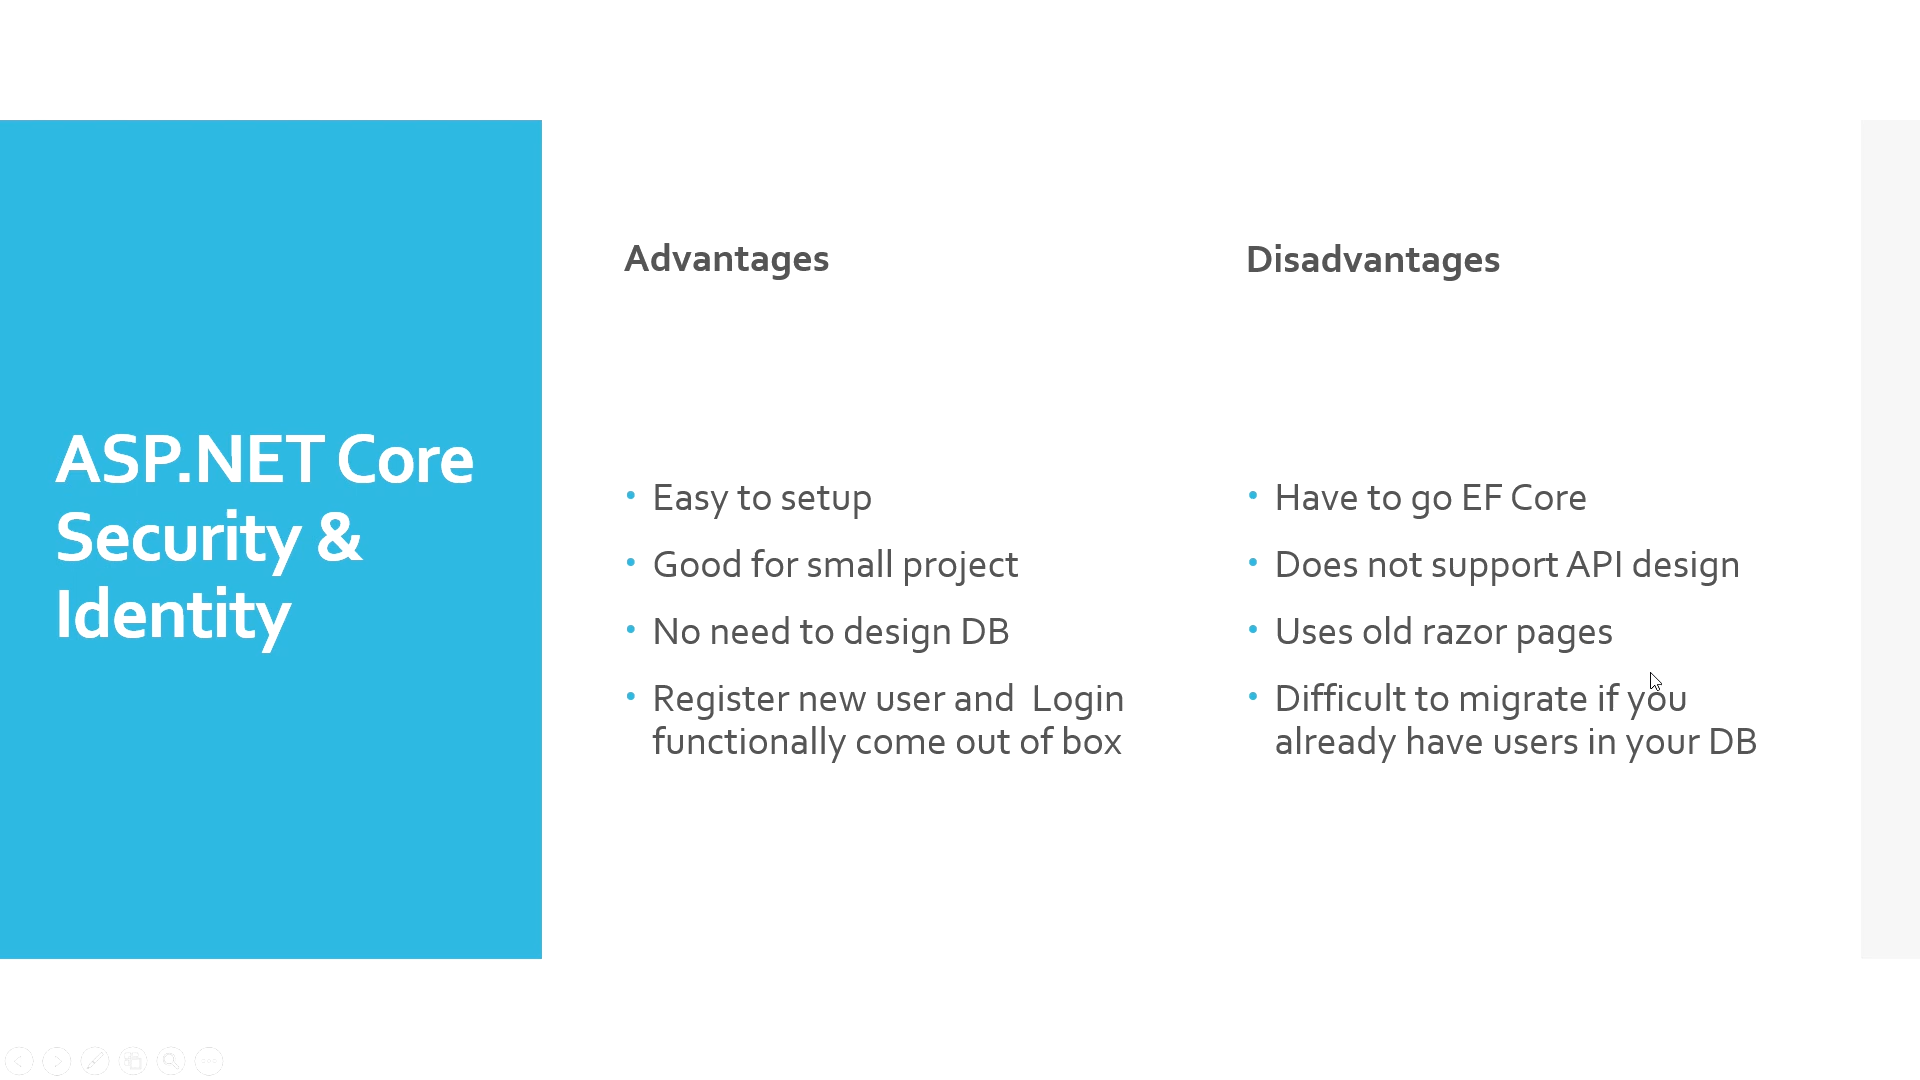 ASP.NET Core
Security &
Identity
Advantages
• Easy to setup
• Good for small project
• No need to design DB
• Register new user and  Login
functionally come out of box
Disadvantages
• Have to go EF Core
• Does not support API design
• Uses old razor pages
• Difficult to migrate if you
already have users in your DB